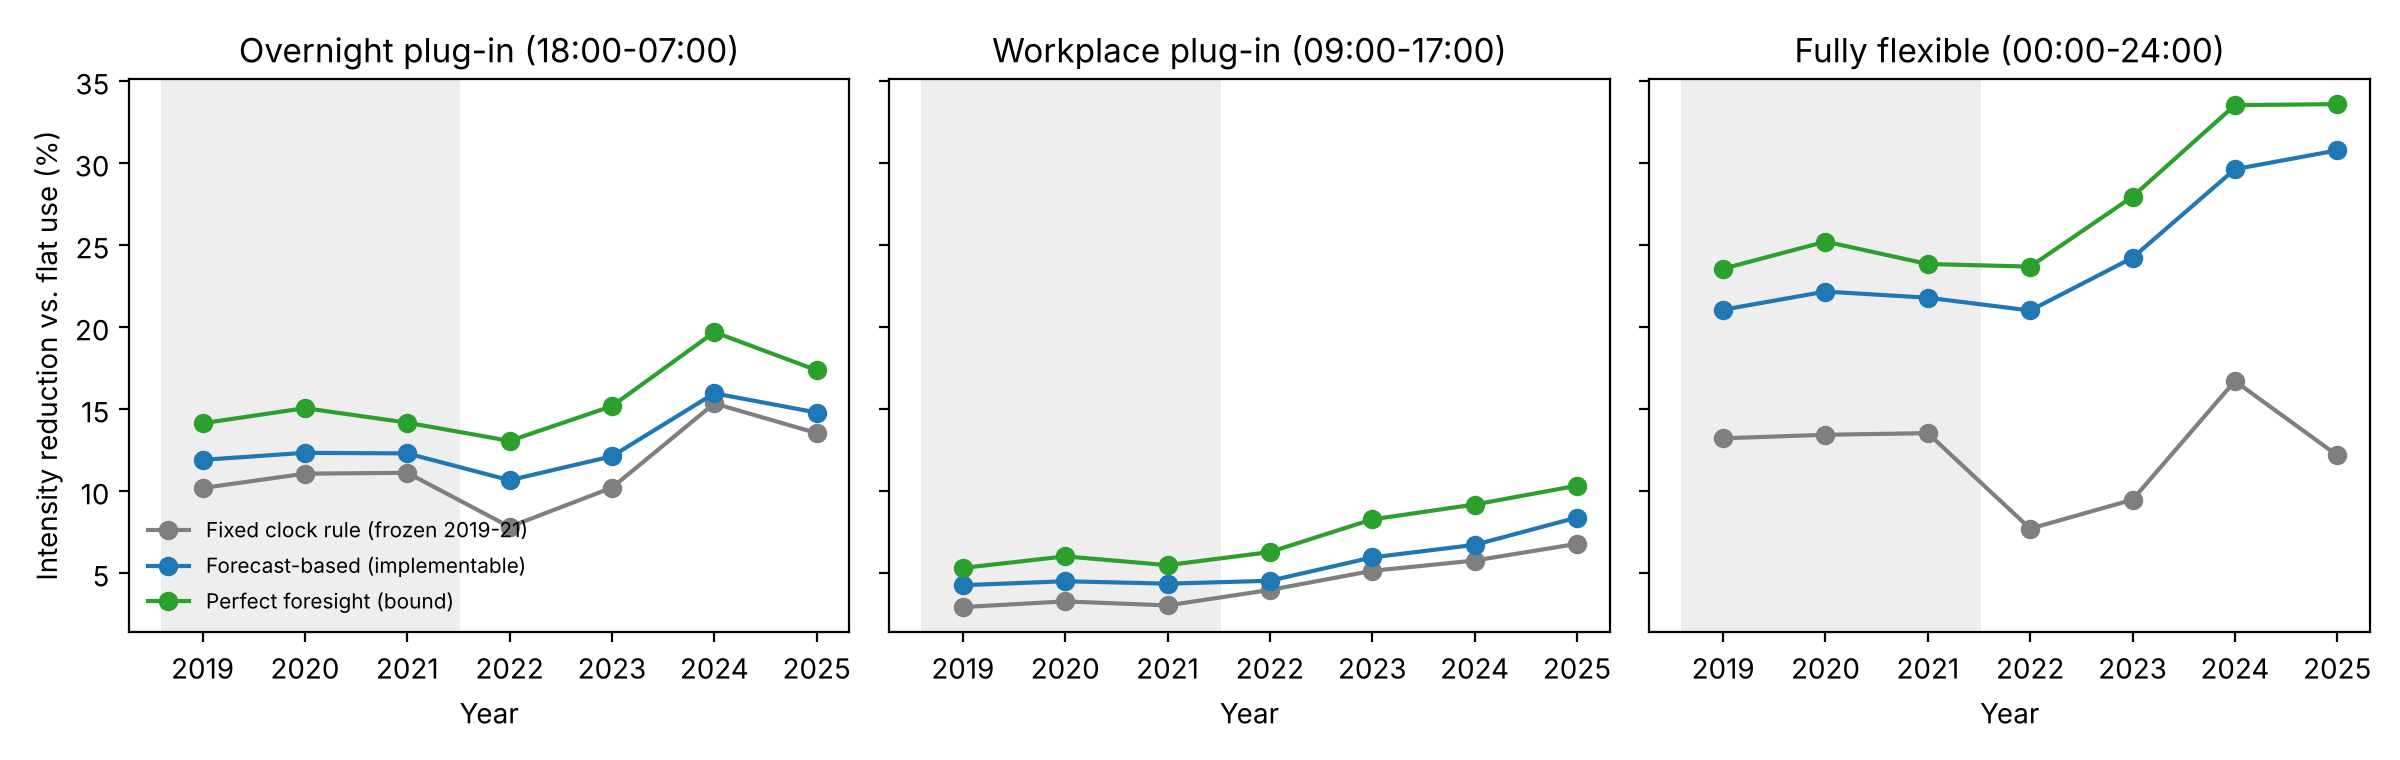 Overnight plug-in (18:00-07:00)
Workplace plug-in (09:00-17:00)
Fully flexible (00:00-24:00)
Intensity reduction vs. flat use (%)
35
30
25
20
15
10
5
Fixed clock rule (frozen 2019-21)
Forecast-based (implementable)
Perfect foresight (bound)
2019 2020 2021 2022 2023 2024 2025
2019 2020 2021 2022 2023 2024 2025
2019 2020 2021 2022 2023 2024 2025
Year
Year
Year